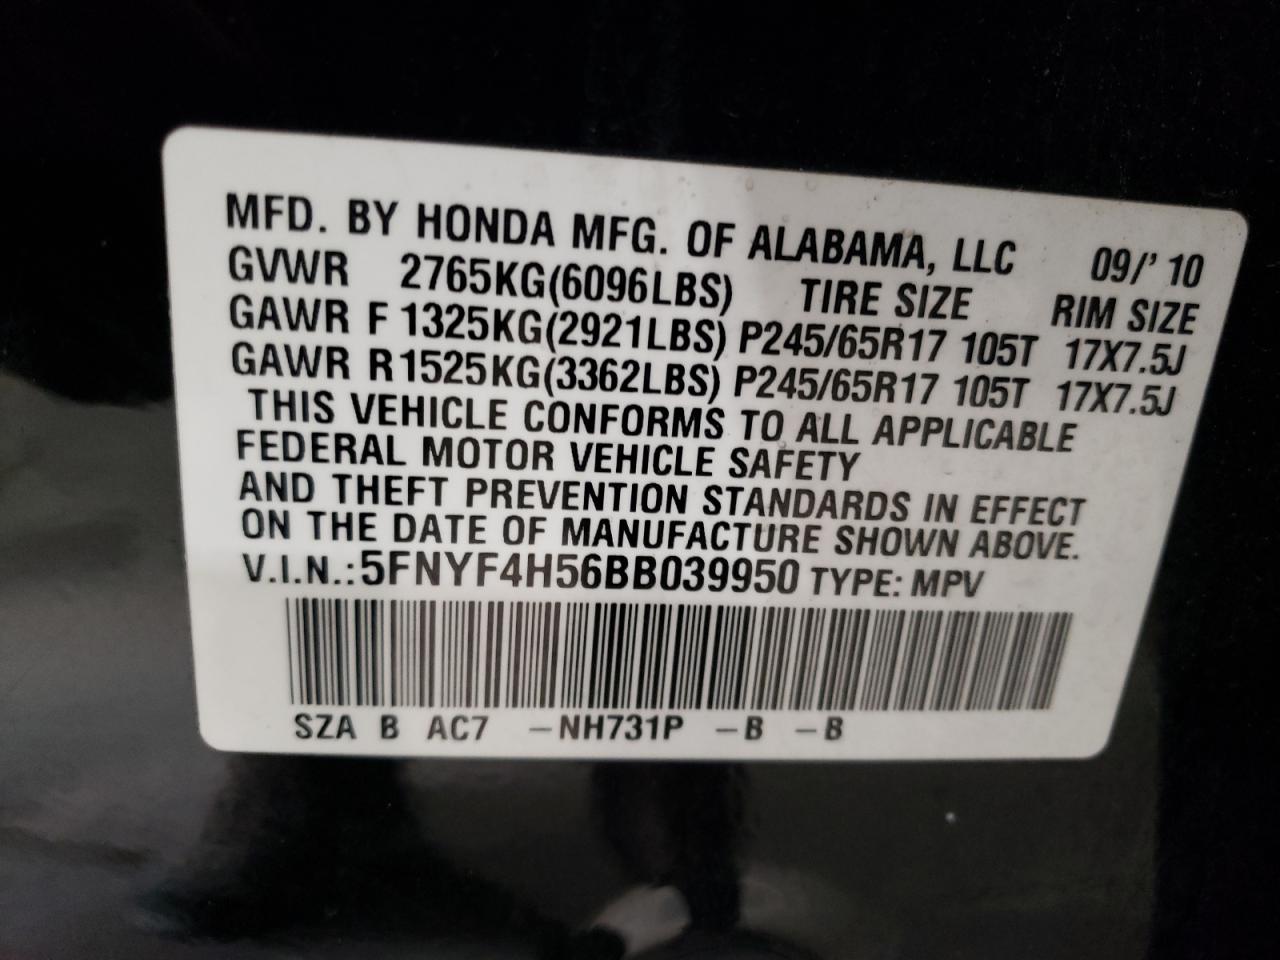 MFD. BY HONDA MFG. OF ALABAMA, LLC 09/'10
GVWR 2765KG(6096LBS) TIRE SIZE RIM SIZE
GAWR F 1325KG(2921LBS) P245/65R17 105T 17X7.5J
GAWR R 1525KG(3362LBS) P245/65R17 105T 17X7.5J
THIS VEHICLE CONFORMS TO ALL APPLICABLE
FEDERAL MOTOR VEHICLE SAFETY
AND THEFT PREVENTION STANDARDS IN EFFECT
ON THE DATE OF MANUFACTURE SHOWN ABOVE.
V.I.N.:5FNYF4H56BB039950 TYPE: MPV
SZA B AC7 -NH731P -B -B